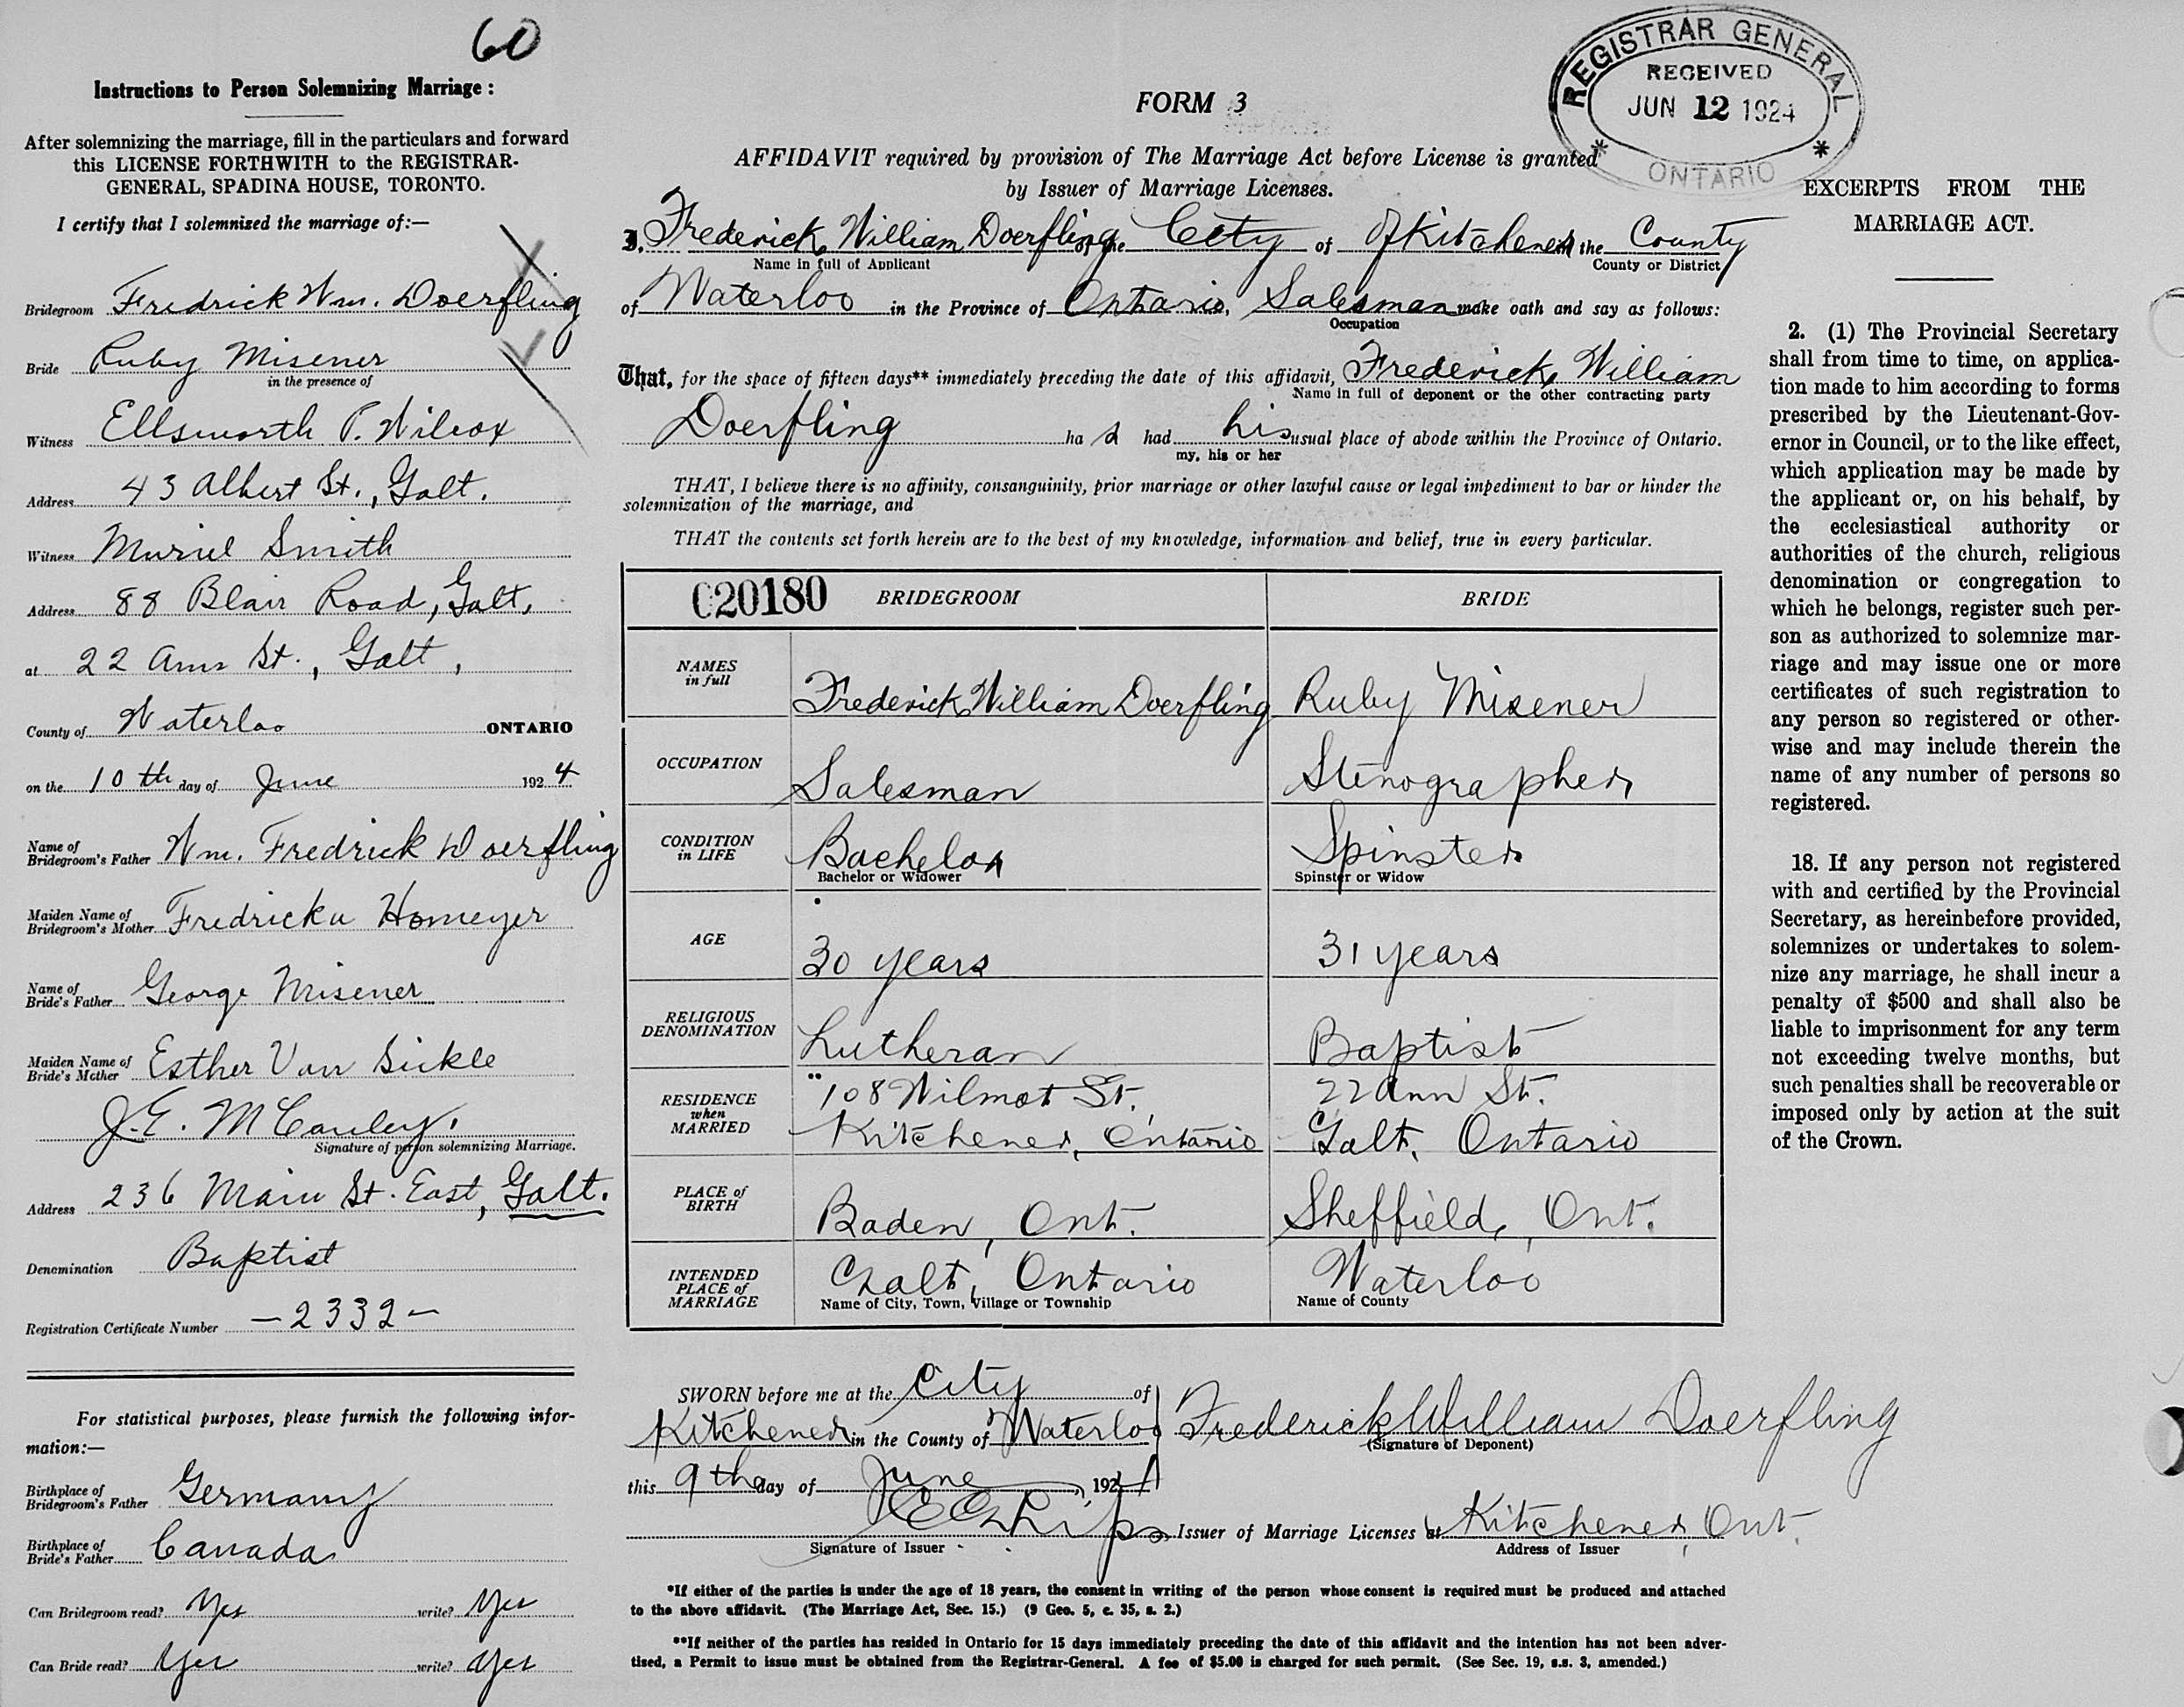 60
Instructions to Person Solemnizing Marriage :
After solemnizing the marriage, fill in the particulars and forward
this LICENSE FORTHWITH to the REGISTRAR-
GENERAL, SPADINA HOUSE, TORONTO.
I certify that I solemnized the marriage of:—
Bridegroom Fredrick Wm. Doerfling
Bride Ruby Misener
in the presence of
Witness Ellsworth P. Wilcox
Address 43 Albert St., Galt.
Witness Muriel Smith
Address 88 Blair Road, Galt,
at 22 Ann St., Galt,
County of Waterloo ONTARIO
on the 10th day of June 1924
Name of
Bridegroom's Father Wm. Fredrick Doerfling
Maiden Name of
Bridegroom's Mother Fredricka Homeyer
Name of
Bride's Father George Misener
Maiden Name of
Bride's Mother Esther Van Sickle
J. E. McCauley.
Signature of person solemnizing Marriage.
Address 236 Main St. East, Galt.
Denomination Baptist
Registration Certificate Number —2332—
For statistical purposes, please furnish the following infor-
mation:—
Birthplace of
Bridegroom's Father Germany
Birthplace of
Bride's Father Canada
Can Bridegroom read? Yes write? Yes
Can Bride read? Yes write? Yes
REGISTRAR GENERAL
RECEIVED
JUN 12 1924
* ONTARIO *
FORM 3
AFFIDAVIT required by provision of The Marriage Act before License is granted
by Issuer of Marriage Licenses.
I, Frederick William Doerfling of the City of of Kitchener in the County
Name in full of Applicant County or District
of Waterloo in the Province of Ontario, Salesman make oath and say as follows:
Occupation
That, for the space of fifteen days** immediately preceding the date of this affidavit, Frederick William
Name in full of deponent or the other contracting party
Doerfling has had his usual place of abode within the Province of Ontario.
my, his or her
THAT, I believe there is no affinity, consanguinity, prior marriage or other lawful cause or legal impediment to bar or hinder the
solemnization of the marriage, and
THAT the contents set forth herein are to the best of my knowledge, information and belief, true in every particular.
C20180 BRIDEGROOM BRIDE
NAMES
in full Frederick William Doerfling Ruby Misener
OCCUPATION Salesman Stenographer
CONDITION
in LIFE Bachelor Spinster
Bachelor or Widower Spinster or Widow
AGE 30 years 31 years
RELIGIOUS
DENOMINATION Lutheran Baptist
RESIDENCE
when
MARRIED "108 Wilmot St. 22 Ann St.
Kitchener, Ontario Galt, Ontario
PLACE of
BIRTH Baden, Ont. Sheffield, Ont.
INTENDED
PLACE of
MARRIAGE Galt, Ontario Waterloo
Name of City, Town, Village or Township Name of County
SWORN before me at the City of
Kitchener in the County of Waterloo Frederick William Doerfling
(Signature of Deponent)
this 9th day of June, 1924
Issuer of Marriage Licenses at Kitchener, Ont.
Signature of Issuer Address of Issuer
*If either of the parties is under the age of 18 years, the consent in writing of the person whose consent is required must be produced and attached
to the above affidavit. (The Marriage Act, Sec. 15.) (9 Geo. 5, c. 35, s. 2.)
**If neither of the parties has resided in Ontario for 15 days immediately preceding the date of this affidavit and the intention has not been adver-
tised, a Permit to issue must be obtained from the Registrar-General. A fee of $5.00 is charged for such permit. (See Sec. 19, s.s. 3, amended.)
EXCERPTS FROM THE
MARRIAGE ACT.
2. (1) The Provincial Secretary
shall from time to time, on applica-
tion made to him according to forms
prescribed by the Lieutenant-Gov-
ernor in Council, or to the like effect,
which application may be made by
the applicant or, on his behalf, by
the ecclesiastical authority or
authorities of the church, religious
denomination or congregation to
which he belongs, register such per-
son as authorized to solemnize mar-
riage and may issue one or more
certificates of such registration to
any person so registered or other-
wise and may include therein the
name of any number of persons so
registered.
18. If any person not registered
with and certified by the Provincial
Secretary, as hereinbefore provided,
solemnizes or undertakes to solem-
nize any marriage, he shall incur a
penalty of $500 and shall also be
liable to imprisonment for any term
not exceeding twelve months, but
such penalties shall be recoverable or
imposed only by action at the suit
of the Crown.